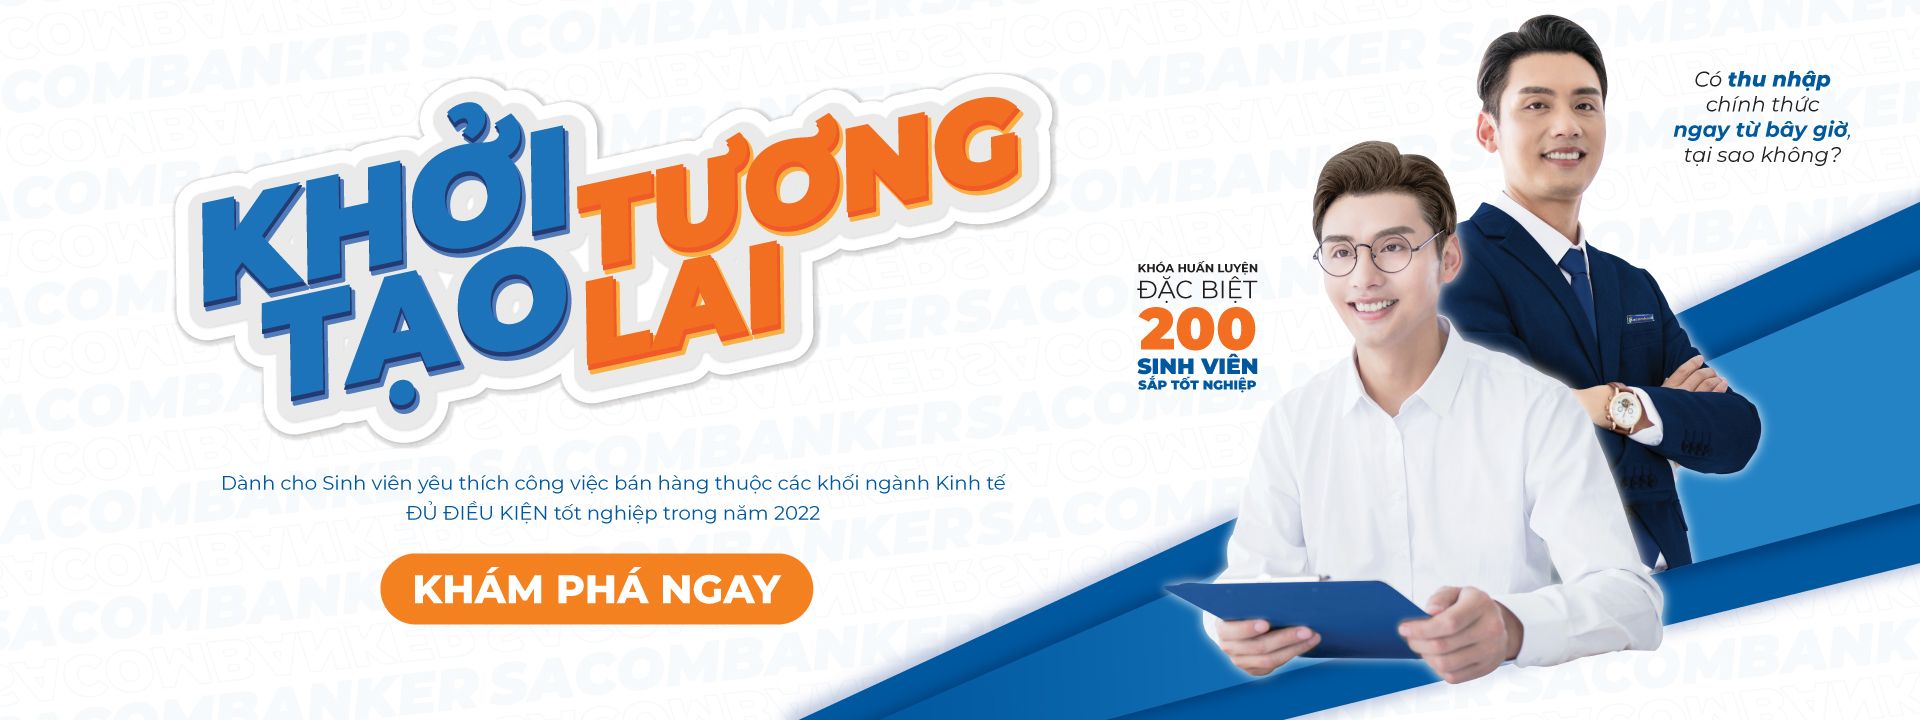 KHỞI
TẠO
TƯƠNG
LAI
Dành cho Sinh viên yêu thích công việc bán hàng thuộc các khối ngành Kinh tế
ĐỦ ĐIỀU KIỆN tốt nghiệp trong năm 2022
KHÁM PHÁ NGAY
KHÓA HUẤN LUYỆN
ĐẶC BIỆT
200
SINH VIÊN
SẮP TỐT NGHIỆP
Có thu nhập
chính thức
ngay từ bây giờ,
tại sao không?
SACOMBANKER